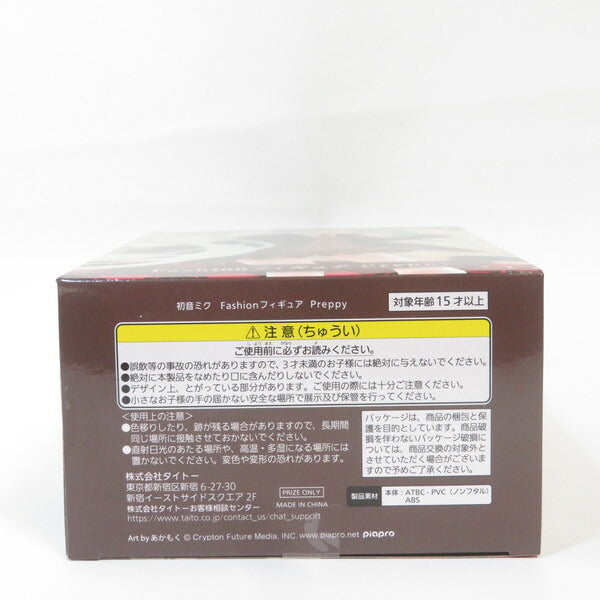 Fashion フィギュア Preppy
初音ミク Fashionフィギュア Preppy
対象年齢15才以上
注意(ちゅうい)
ご使用前に必ずお読みください。
●誤飲等の事故の恐れがありますので、3才未満のお子様には絶対に与えないでください。
●絶対に本製品をなめたり口に含んだりしないでください。
●デザイン上、とがっている部分があります。ご使用の際には十分ご注意ください。
●小さなお子様の手の届かない安全な場所で展示及び保管を行ってください。
<使用上の注意>
●色移りしたり、跡が残る場合がありますので、長期間
同じ場所に接触させておかないでください。
●直射日光のあたる場所や、高温・多湿になる場所には
置かないでください。変色や変形の恐れがあります。
パッケージは、商品の梱包と保
護を目的としています。商品破
損を伴わないパッケージ破損に
ついては、商品交換の対象外と
させていただく場合がございま
すので予めご了承ください。
株式会社タイトー
東京都新宿区新宿 6-27-30
新宿イーストサイドスクエア 2F
株式会社タイトーお客様相談センター
https://www.taito.co.jp/contact_us/chat_support
PRIZE ONLY
MADE IN CHINA
製品素材
本体:ATBC-PVC(ノンフタル)
ABS
Art by あかもく © Crypton Future Media, INC. www.piapro.net piapro